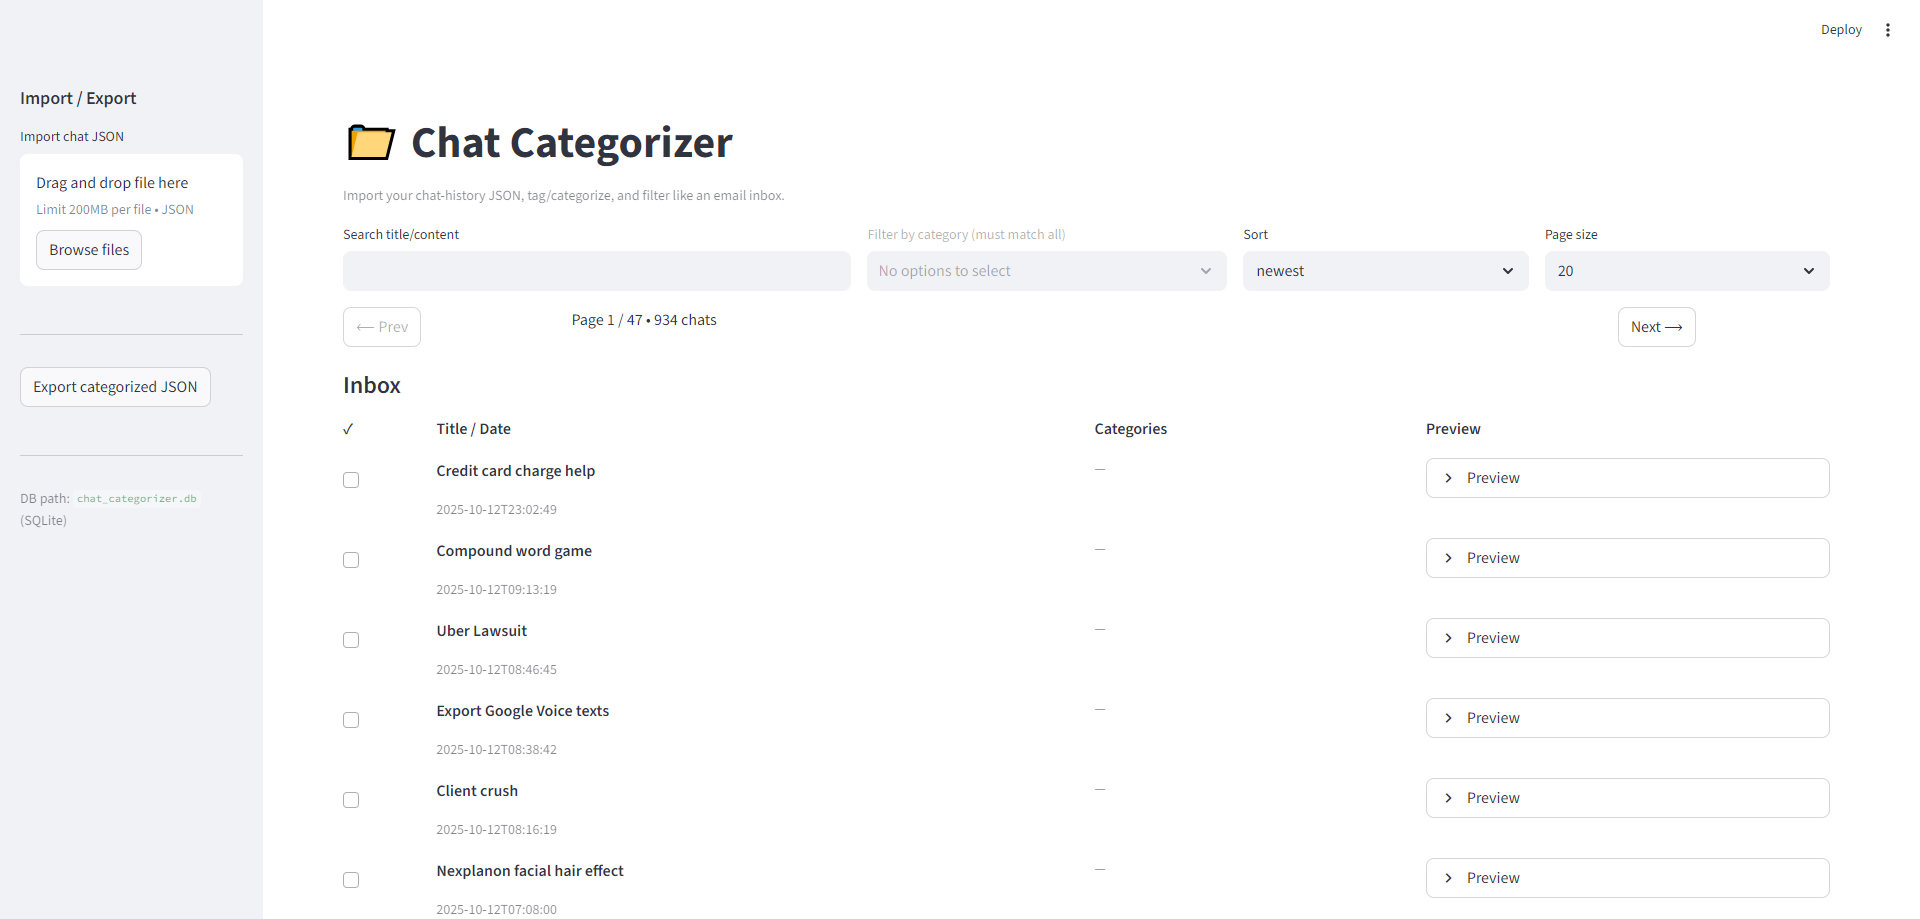 Deploy
Import / Export
Import chat JSON
Drag and drop file here
Limit 200MB per file • JSON
Browse files
Export categorized JSON
DB path: chat_categorizer.db
(SQLite)
Chat Categorizer
Import your chat-history JSON, tag/categorize, and filter like an email inbox.
Search title/content Filter by category (must match all) Sort Page size
No options to select newest 20
← Prev Page 1 / 47 • 934 chats Next →
Inbox
✓ Title / Date Categories Preview
Credit card charge help — Preview
2025-10-12T23:02:49
Compound word game — Preview
2025-10-12T09:13:19
Uber Lawsuit — Preview
2025-10-12T08:46:45
Export Google Voice texts — Preview
2025-10-12T08:38:42
Client crush — Preview
2025-10-12T08:16:19
Nexplanon facial hair effect — Preview
2025-10-12T07:08:00